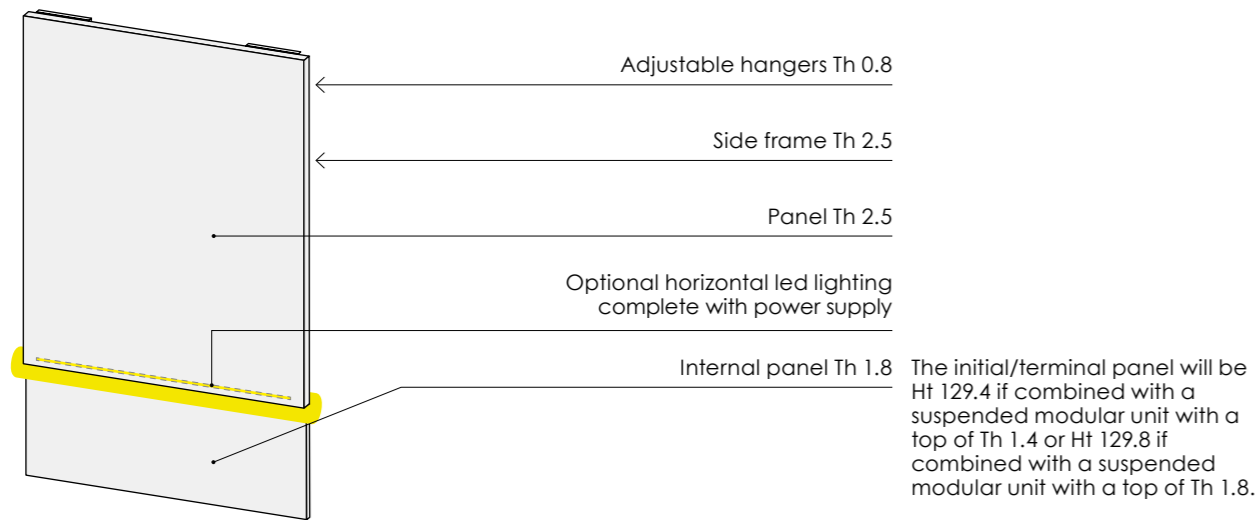 Adjustable hangers Th 0.8
Side frame Th 2.5
Panel Th 2.5
Optional horizontal led lighting
complete with power supply
Internal panel Th 1.8
The initial/terminal panel will be
Ht 129.4 if combined with a
suspended modular unit with a
top of Th 1.4 or Ht 129.8 if
combined with a suspended
modular unit with a top of Th 1.8.